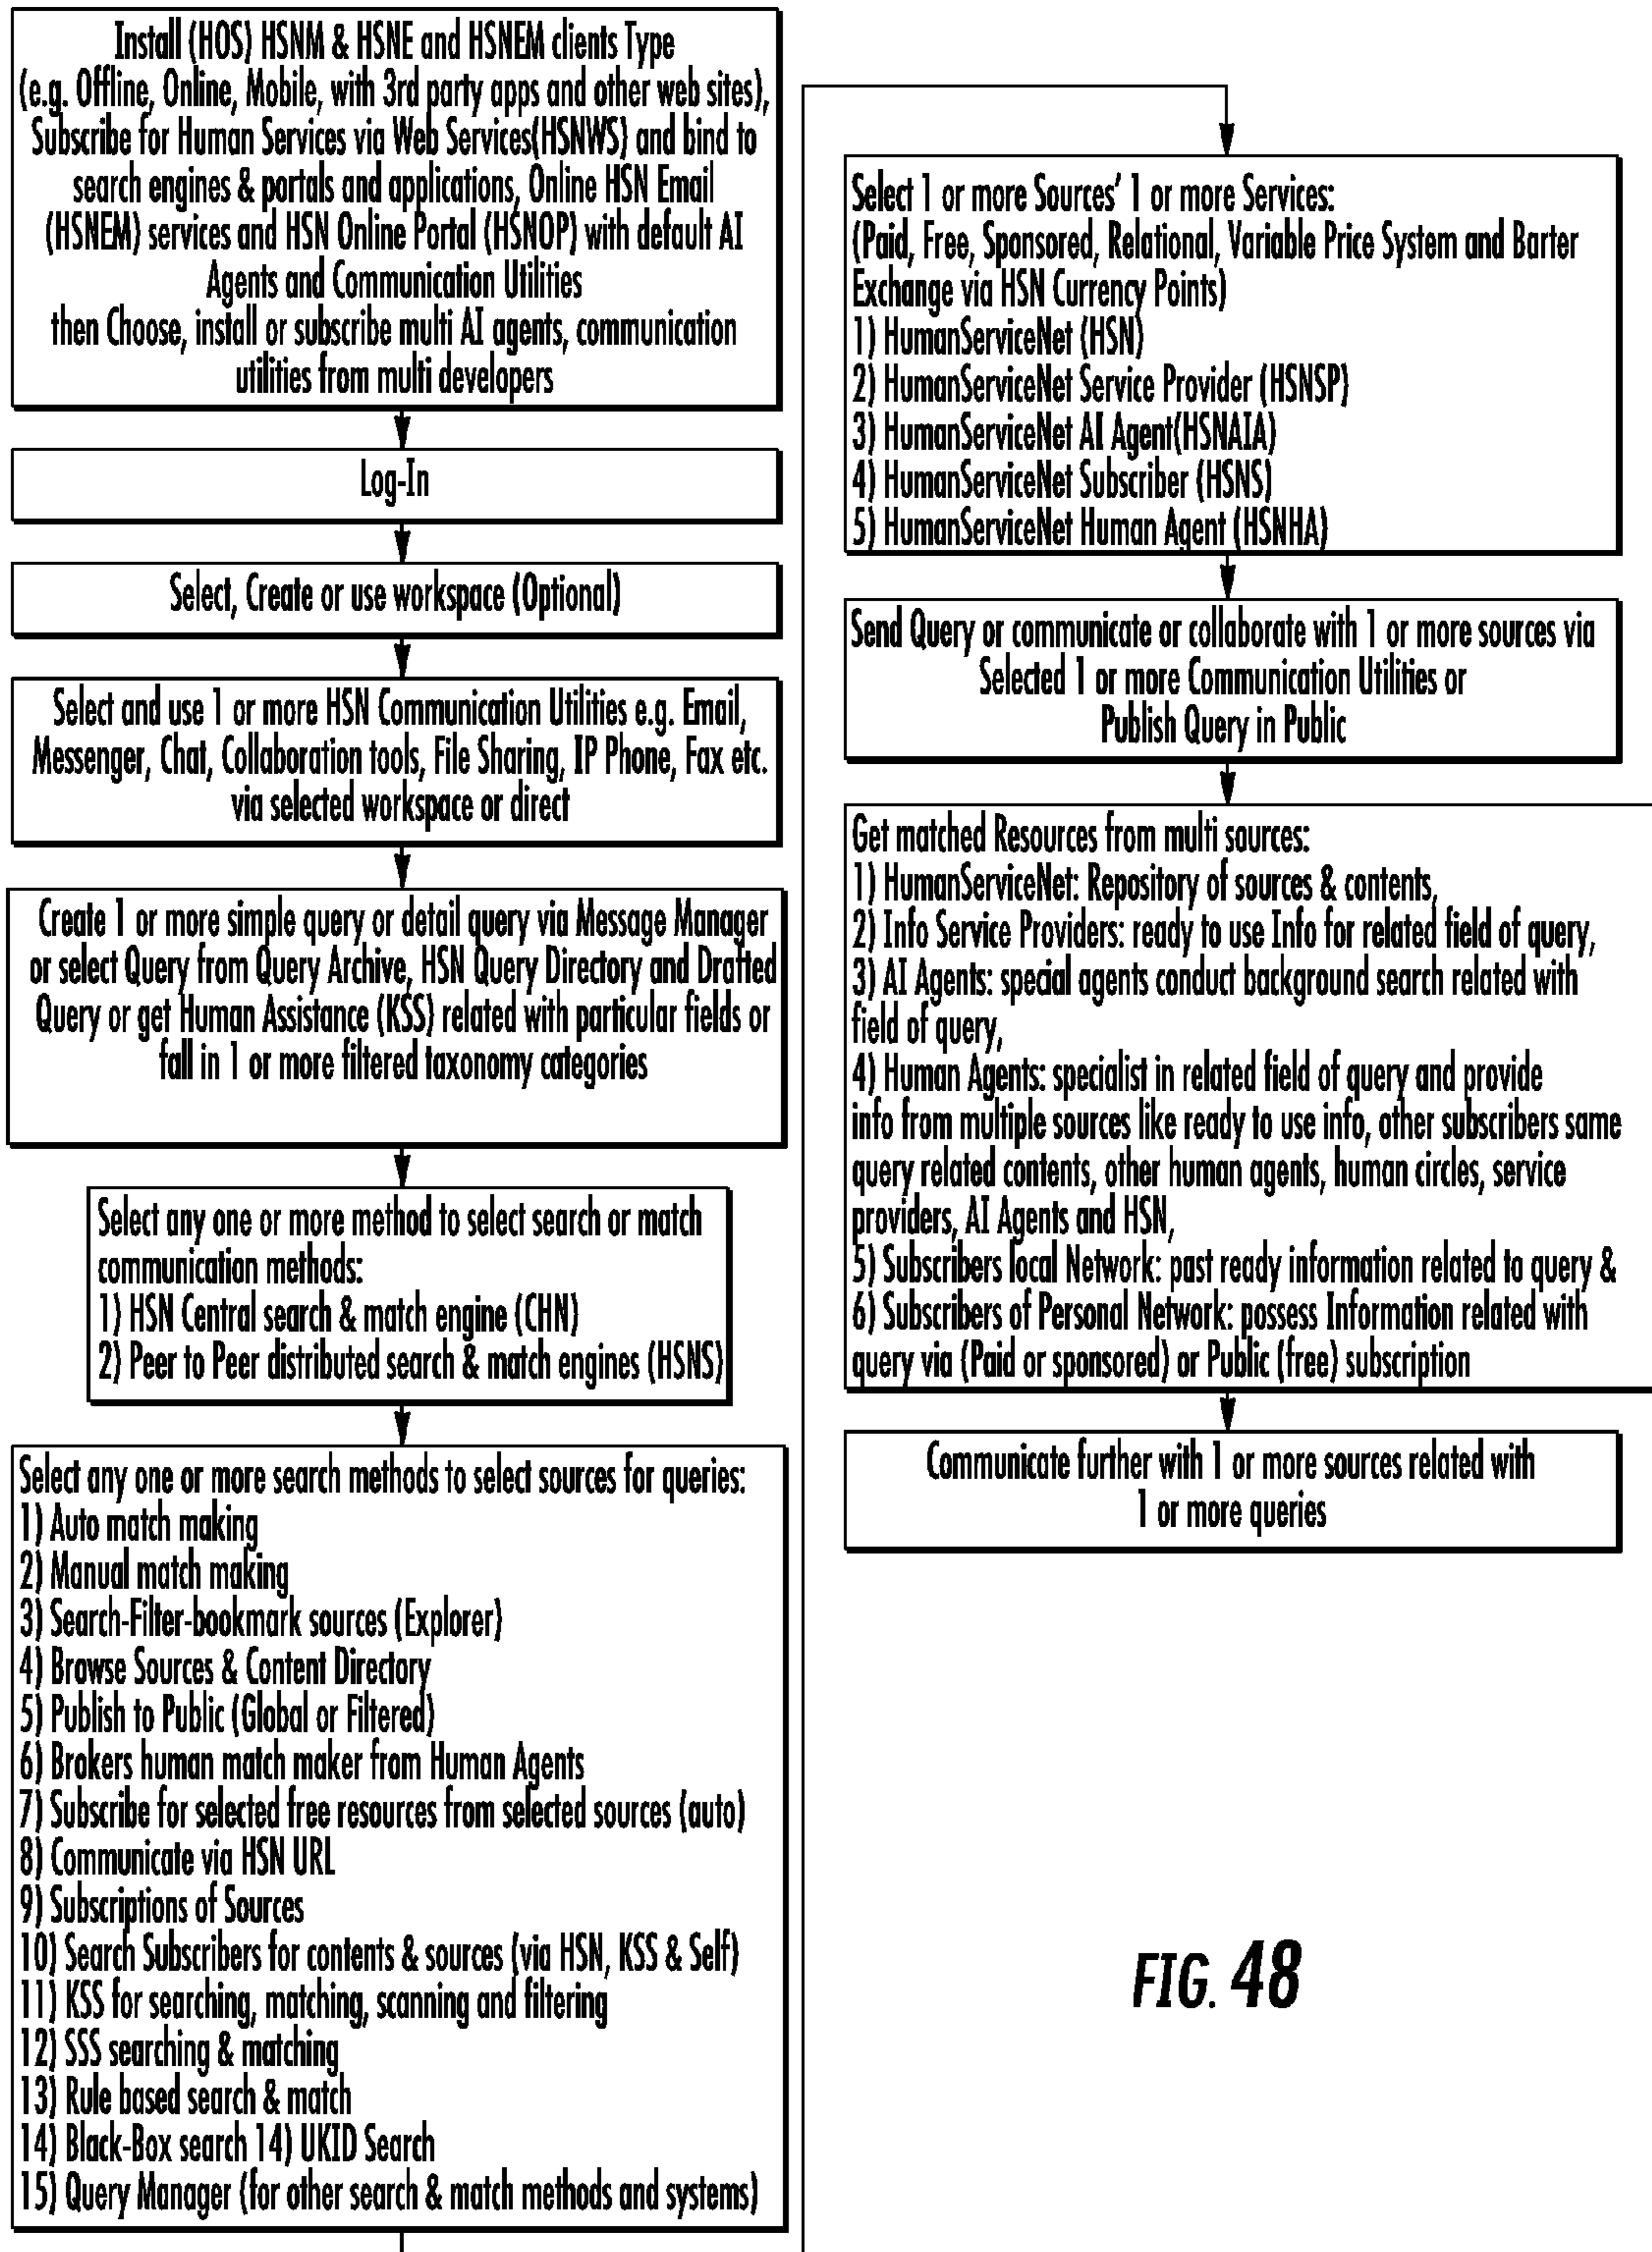 Install (HOS) HSNM & HSNE and HSNEM clients Type
(e.g. Offline, Online, Mobile, with 3rd party apps and other web sites),
Subscribe for Human Services via Web Services(HSNWS) and bind to
search engines & portals and applications, Online HSN Email
(HSNEM) services and HSN Online Portal (HSNOP) with default AI
Agents and Communication Utilities
then Choose, install or subscribe multi AI agents, communication
utilities from multi developers
Log-In
Select, Create or use workspace (Optional)
Select and use 1 or more HSN Communication Utilities e.g. Email,
Messenger, Chat, Collaboration tools, File Sharing, IP Phone, Fax etc.
via selected workspace or direct
Create 1 or more simple query or detail query via Message Manager
or select Query from Query Archive, HSN Query Directory and Drafted
Query or get Human Assistance (KSS) related with particular fields or
fall in 1 or more filtered taxonomy categories
Select any one or more method to select search or match
communication methods:
1) HSN Central search & match engine (CHN)
2) Peer to Peer distributed search & match engines (HSNS)
Select any one or more search methods to select sources for queries:
1) Auto match making
2) Manual match making
3) Search-Filter-bookmark sources (Explorer)
4) Browse Sources & Content Directory
5) Publish to Public (Global or Filtered)
6) Brokers human match maker from Human Agents
7) Subscribe for selected free resources from selected sources (auto)
8) Communicate via HSN URL
9) Subscriptions of Sources
10) Search Subscribers for contents & sources (via HSN, KSS & Self)
11) KSS for searching, matching, scanning and filtering
12) SSS searching & matching
13) Rule based search & match
14) Black-Box search 14) UKID Search
15) Query Manager (for other search & match methods and systems)
Select 1 or more Sources' 1 or more Services:
(Paid, Free, Sponsored, Relational, Variable Price System and Barter
Exchange via HSN Currency Points)
1) HumanServiceNet (HSN)
2) HumanServiceNet Service Provider (HSNSP)
3) HumanServiceNet AI Agent(HSNAIA)
4) HumanServiceNet Subscriber (HSNS)
5) HumanServiceNet Human Agent (HSNHA)
Send Query or communicate or collaborate with 1 or more sources via
Selected 1 or more Communication Utilities or
Publish Query in Public
Get matched Resources from multi sources:
1) HumanServiceNet: Repository of sources & contents,
2) Info Service Providers: ready to use Info for related field of query,
3) AI Agents: special agents conduct background search related with
field of query,
4) Human Agents: specialist in related field of query and provide
info from multiple sources like ready to use info, other subscribers same
query related contents, other human agents, human circles, service
providers, AI Agents and HSN,
5) Subscribers local Network: past ready information related to query &
6) Subscribers of Personal Network: possess Information related with
query via (Paid or sponsored) or Public (free) subscription
Communicate further with 1 or more sources related with
1 or more queries
FIG. 48